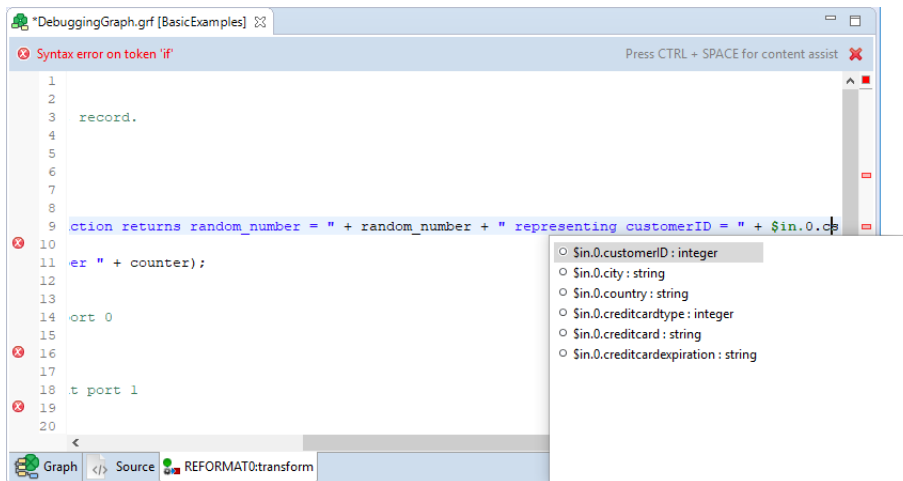 *DebuggingGraph.grf [BasicExamples]
Syntax error on token 'if'
Press CTRL + SPACE for content assist
1
2
3 record.
4
5
6
7
8
9 ction returns random_number = " + random_number + " representing customerID = " + $in.0.cs
10
11 er " + counter);
12
13
14 ort 0
15
16
17
18 t port 1
19
20
$in.0.customerID : integer
$in.0.city : string
$in.0.country : string
$in.0.creditcardtype : integer
$in.0.creditcard : string
$in.0.creditcardexpiration : string
Graph
</> Source
REFORMAT0:transform